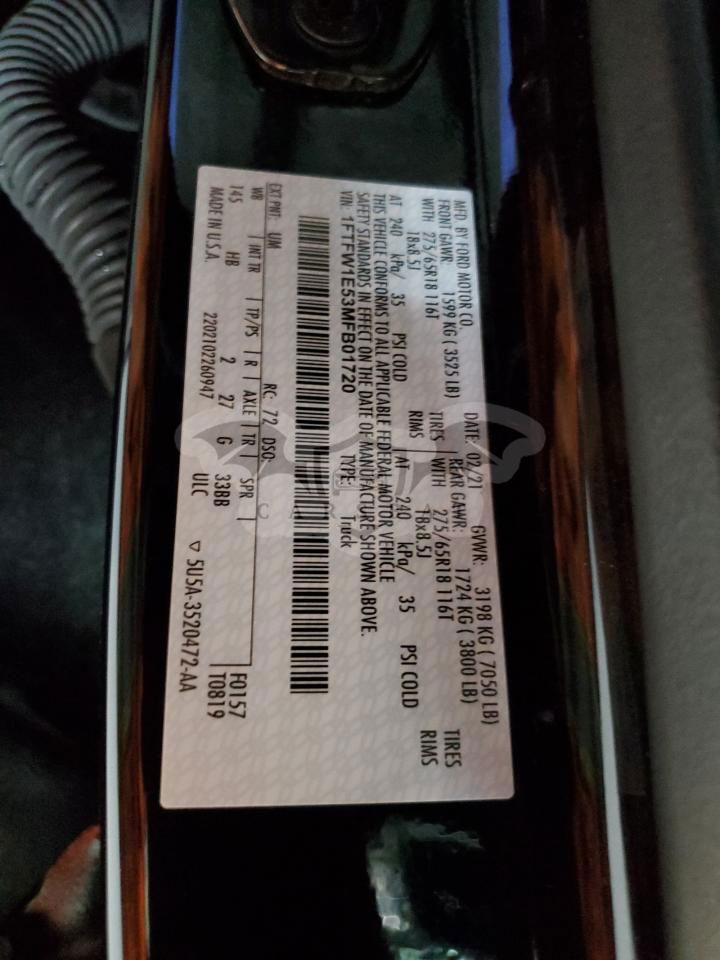 MFD. BY FORD MOTOR CO.
DATE: 02/21 GVWR: 3198 KG ( 7050 LB)
FRONT GAWR: 1599 KG ( 3525 LB) REAR GAWR: 1724 KG ( 3800 LB)
WITH 275/65R18 116T TIRES WITH 275/65R18 116T TIRES
18x8.5J RIMS 18x8.5J RIMS
AT 240 kPa/ 35 PSI COLD AT 240 kPa/ 35 PSI COLD
THIS VEHICLE CONFORMS TO ALL APPLICABLE FEDERAL MOTOR VEHICLE
SAFETY STANDARDS IN EFFECT ON THE DATE OF MANUFACTURE SHOWN ABOVE.
VIN: 1FTFW1E53MFB01720 TYPE: Truck
EXT PNT: UM RC: 72 DSO: F0157
WB INT TR TP/PS R AXLE TR SPR T0819
145 HB 2 27 G 33BB
MADE IN U.S.A. 2202102260947 ULC ▽ 5U5A-3520472-AA